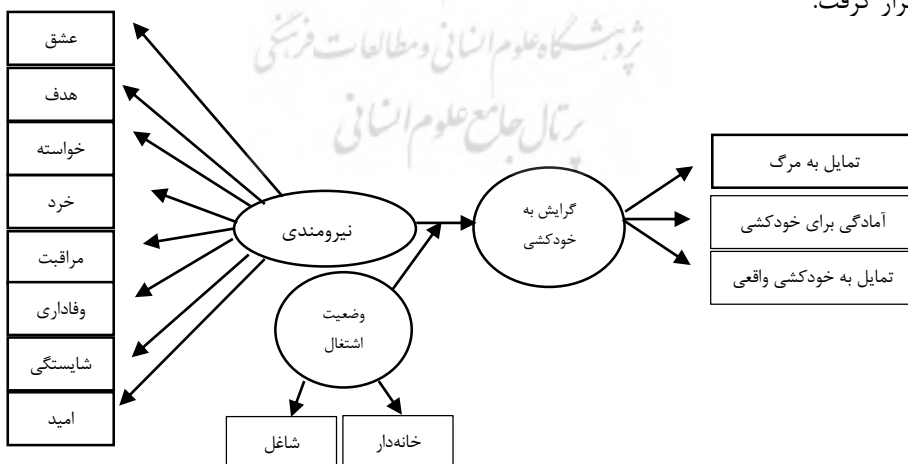 قرار گرفت.
پژوهشگاه علوم انسانی و مطالعات فرهنگی
پرتال جامع علوم انسانی
عشق
هدف
خواسته
خرد
مراقبت
وفاداری
شایستگی
امید
نیرومندی
گرایش به
خودکشی
وضعیت
اشتغال
شاغل
خانه‌دار
تمایل به مرگ
آمادگی برای خودکشی
تمایل به خودکشی واقعی